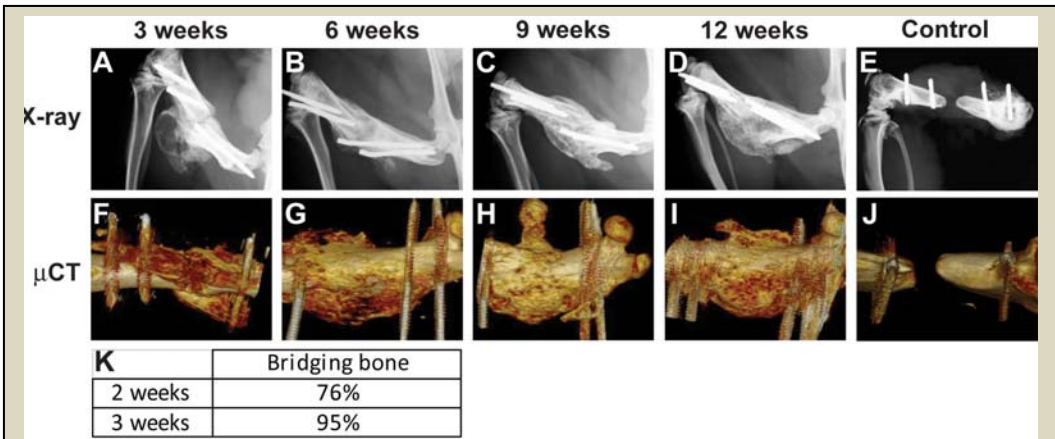 3 weeks 6 weeks 9 weeks 12 weeks Control
X-ray A B C D E
μCT F G H I J
K Bridging bone
2 weeks 76%
3 weeks 95%